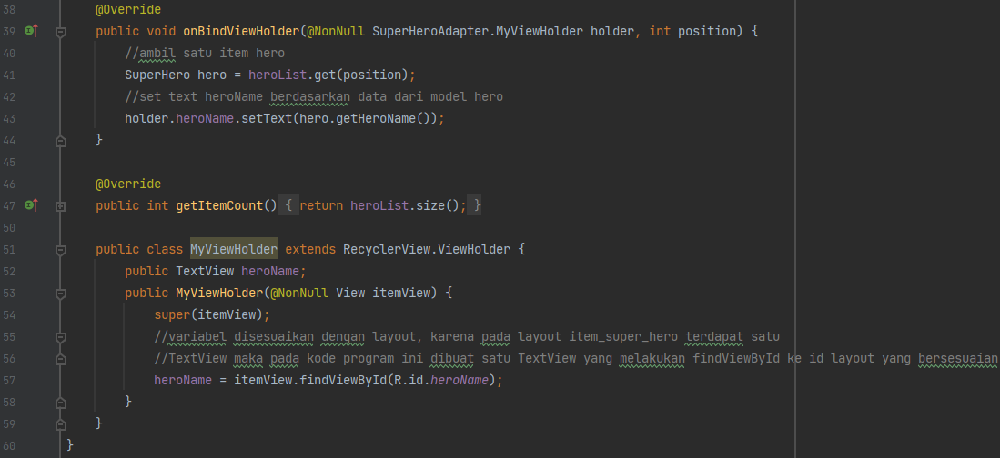 38 @Override
39 public void onBindViewHolder(@NonNull SuperHeroAdapter.MyViewHolder holder, int position) {
40 //ambil satu item hero
41 SuperHero hero = heroList.get(position);
42 //set text heroName berdasarkan data dari model hero
43 holder.heroName.setText(hero.getHeroName());
44 }
45
46 @Override
47 public int getItemCount() { return heroList.size(); }
50
51 public class MyViewHolder extends RecyclerView.ViewHolder {
52 public TextView heroName;
53 public MyViewHolder(@NonNull View itemView) {
54 super(itemView);
55 //variabel disesuaikan dengan layout, karena pada layout item_super_hero terdapat satu
56 //TextView maka pada kode program ini dibuat satu TextView yang melakukan findViewById ke id layout yang bersesuaian
57 heroName = itemView.findViewById(R.id.heroName);
58 }
59 }
60 }